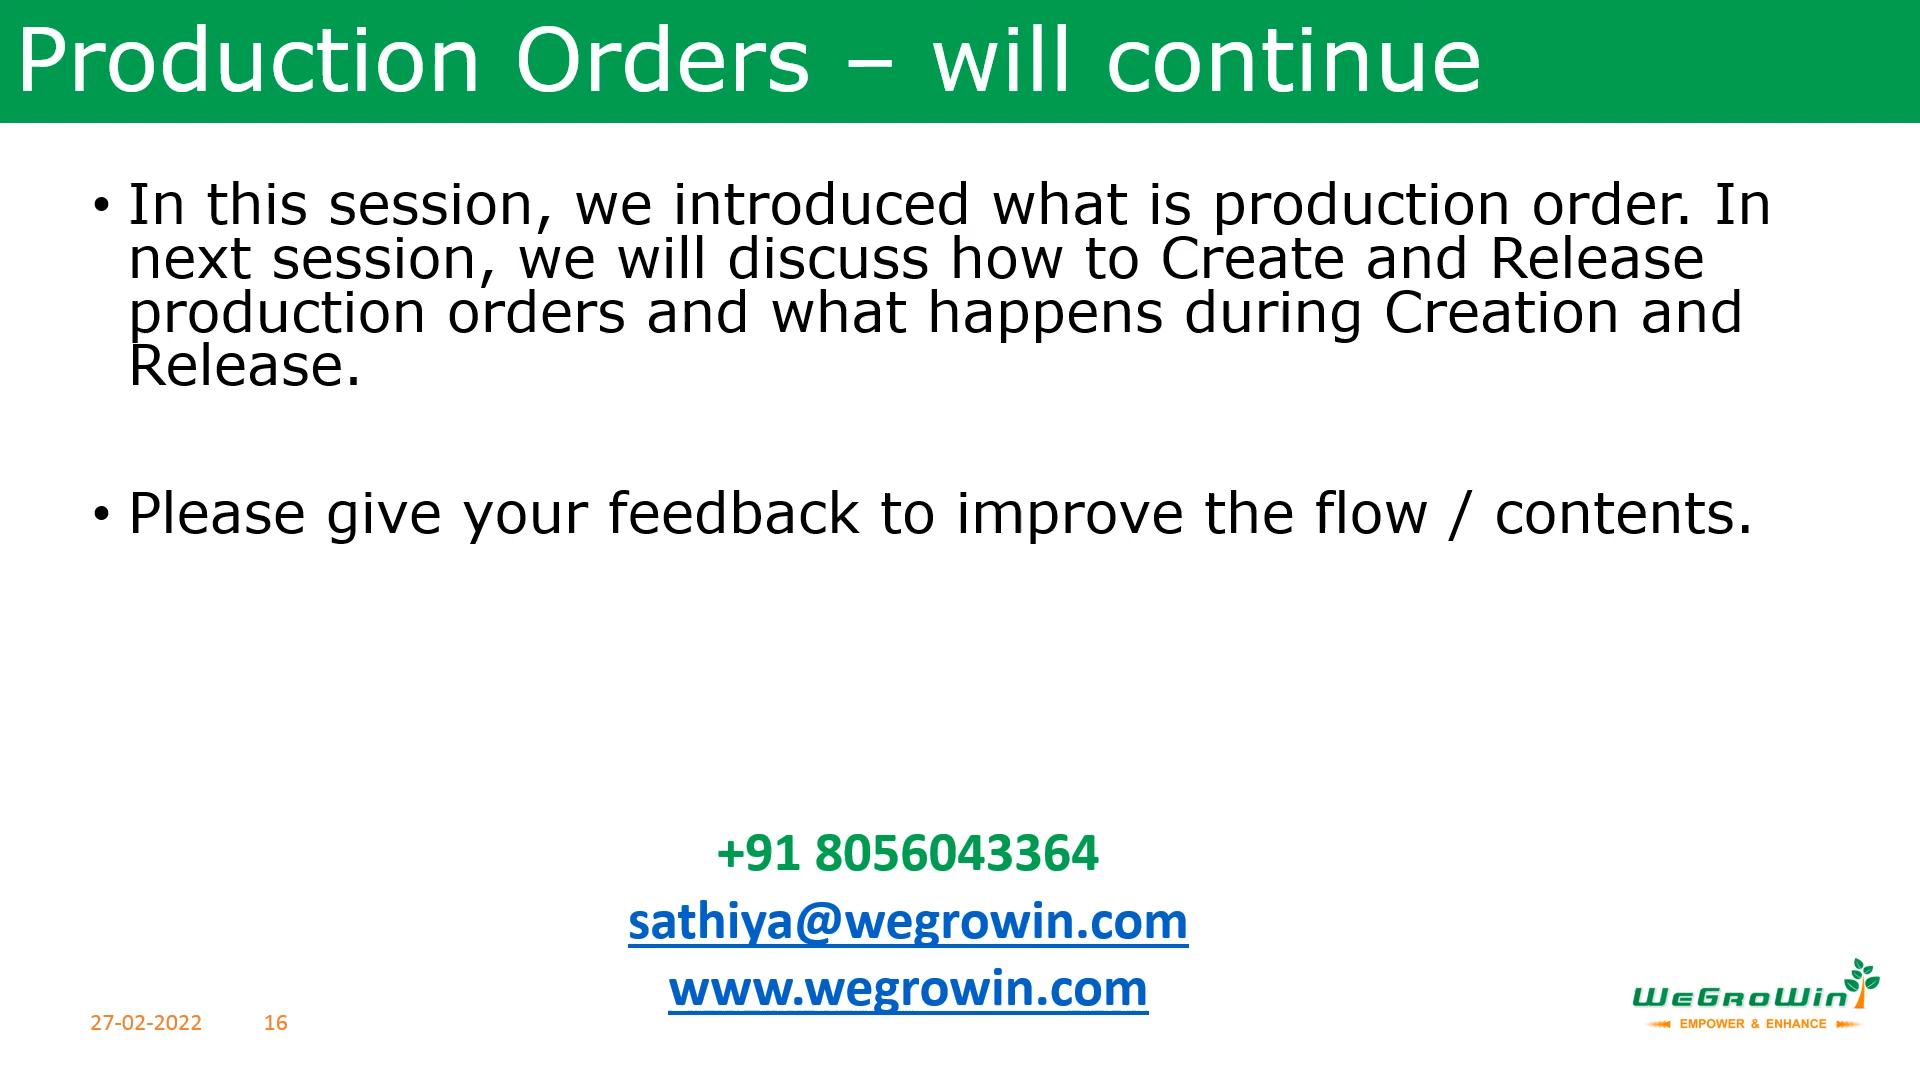 Production Orders – will continue
• In this session, we introduced what is production order. In
next session, we will discuss how to Create and Release
production orders and what happens during Creation and
Release.
• Please give your feedback to improve the flow / contents.
+91 8056043364
sathiya@wegrowin.com
www.wegrowin.com
27-02-2022 16
WeGroWin
EMPOWER & ENHANCE